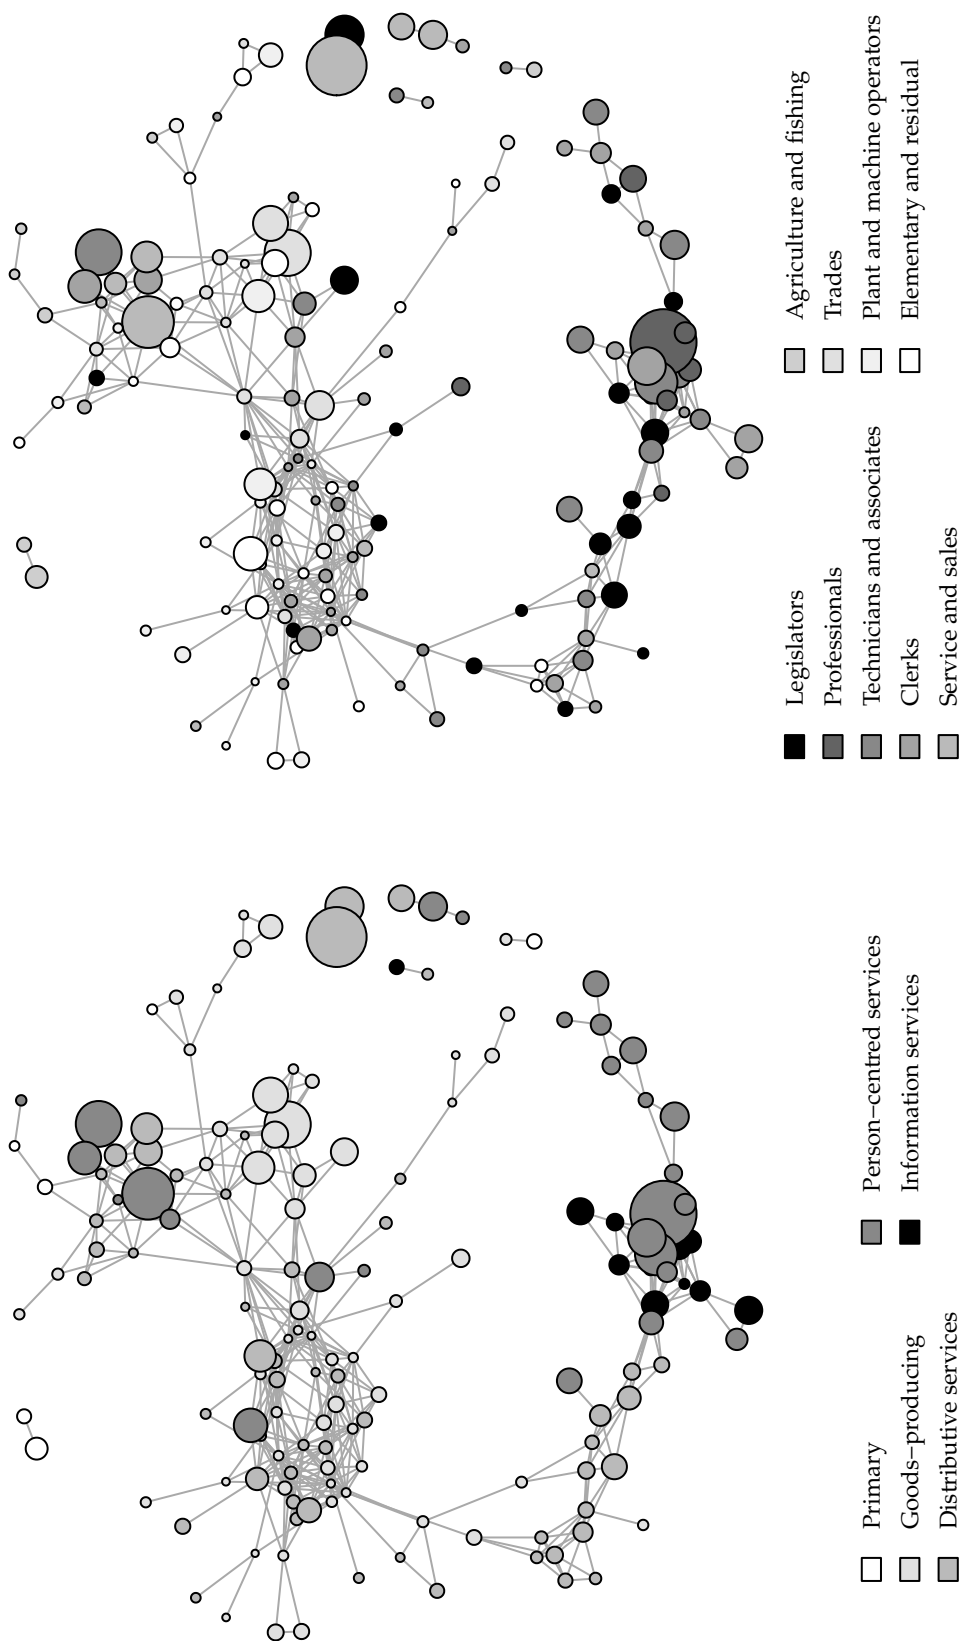 Primary
Goods−producing
Distributive services
Person−centred services
Information services
Legislators
Professionals
Technicians and associates
Clerks
Service and sales
Agriculture and fishing
Trades
Plant and machine operators
Elementary and residual